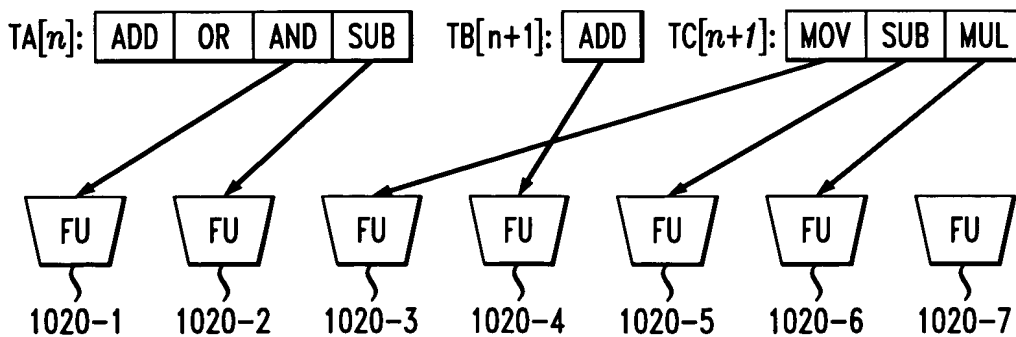 TA[n]: ADD OR AND SUB TB[n+1]: ADD TC[n+1]: MOV SUB MUL
FU FU FU FU FU FU FU
1020-1 1020-2 1020-3 1020-4 1020-5 1020-6 1020-7